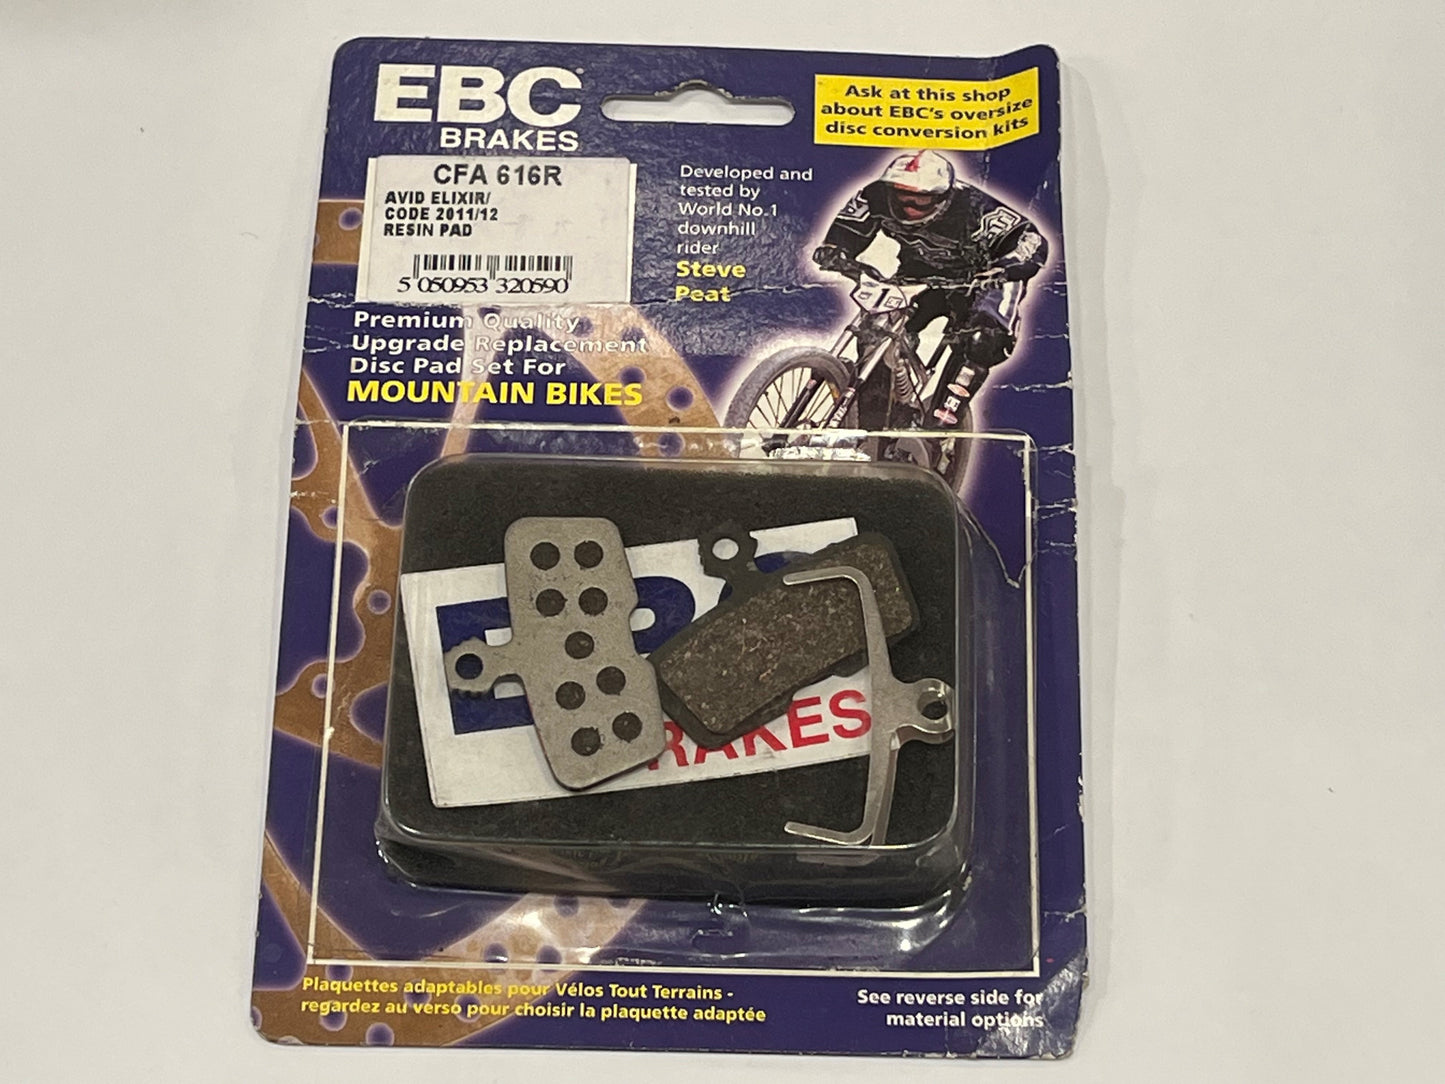 EBC
BRAKES
Ask at this shop
about EBC's oversize
disc conversion kits
CFA 616R
AVID ELIXIR/
CODE 2011/12
RESIN PAD
5 050953 320590
Developed and
tested by
World No.1
downhill
rider
Steve
Peat
Premium Quality
Upgrade Replacement
Disc Pad Set For
MOUNTAIN BIKES
BRAKES
Plaquettes adaptables pour Vélos Tout Terrains -
regardez au verso pour choisir la plaquette adaptée
See reverse side for
material options